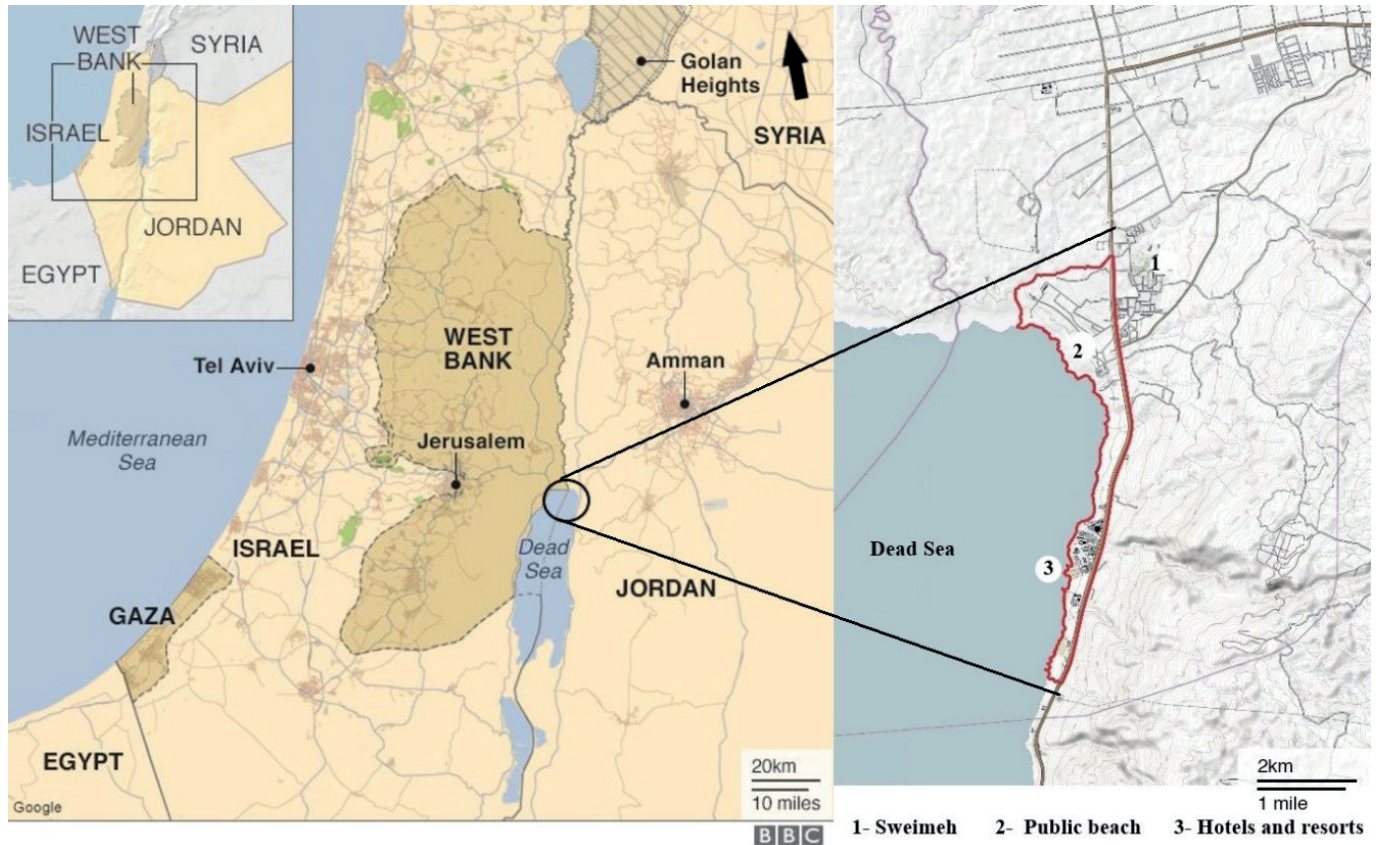 WEST
BANK
SYRIA
ISRAEL
JORDAN
EGYPT
Golan
Heights
SYRIA
WEST
BANK
Tel Aviv
Amman
Mediterranean
Sea
Jerusalem
ISRAEL
Dead
Sea
JORDAN
GAZA
EGYPT
Google
20km
10 miles
BBC
1
2
Dead Sea
3
2km
1 mile
1- Sweimeh 2- Public beach 3- Hotels and resorts